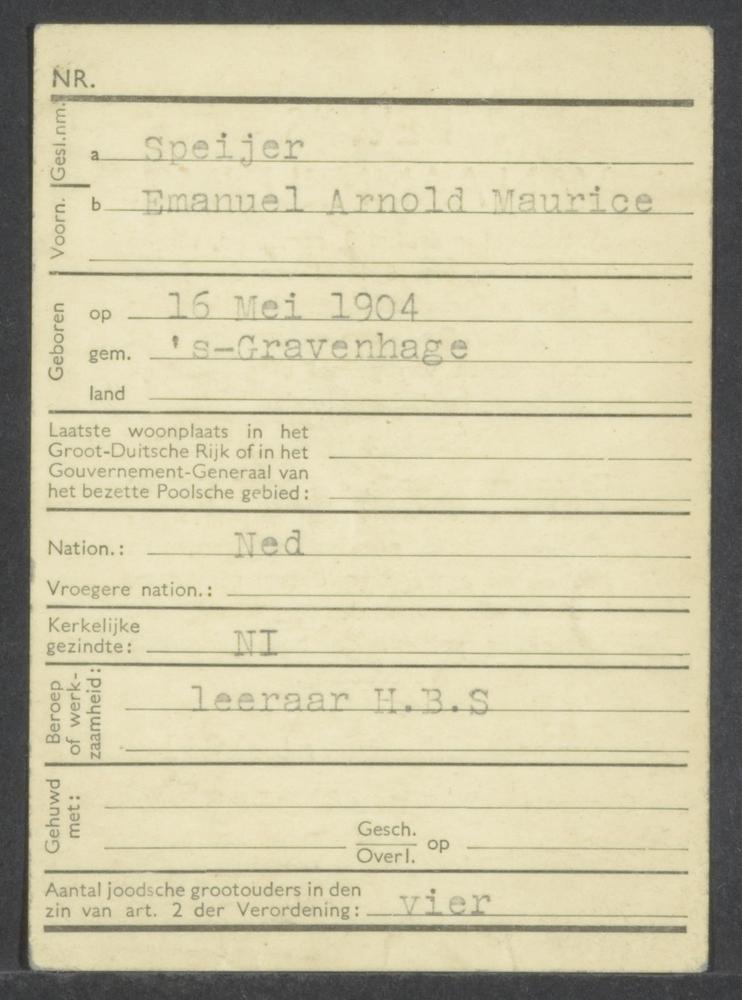 NR.
Gesl.nm. a Speijer
Voorn. b Emanuel Arnold Maurice
Geboren op 16 Mei 1904
gem. 's-Gravenhage
land
Laatste woonplaats in het
Groot-Duitsche Rijk of in het
Gouvernement-Generaal van
het bezette Poolsche gebied:
Nation.: Ned
Vroegere nation.:
Kerkelijke
gezindte: NI
Beroep
of werk-
zaamheid: leeraar H.B.S
Gehuwd
met:
Gesch.
Overl. op
Aantal joodsche grootouders in den
zin van art. 2 der Verordening: vier